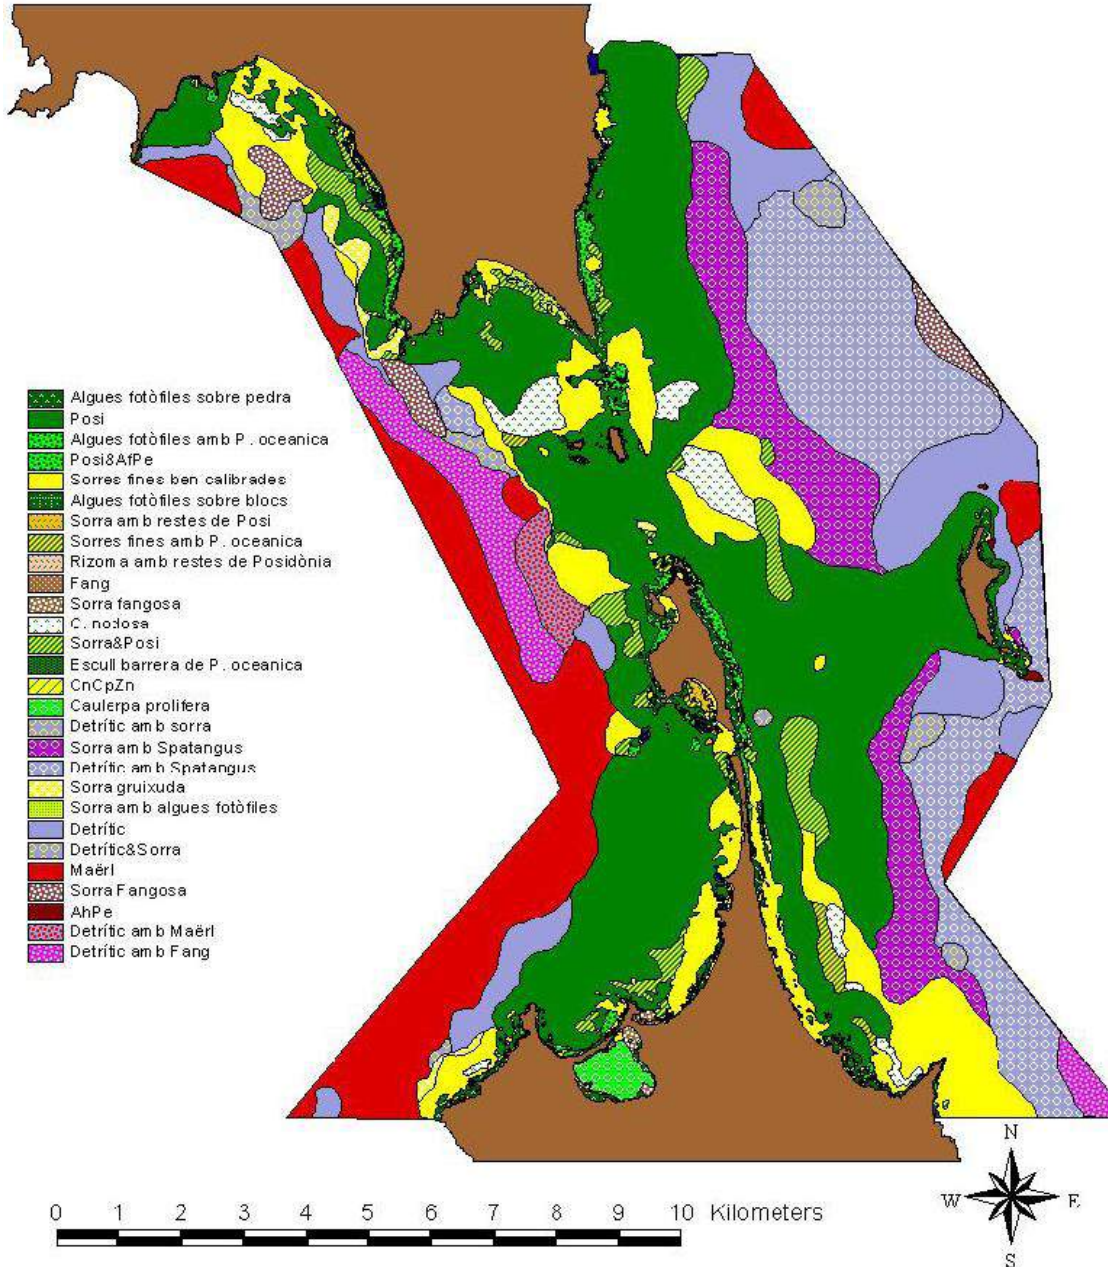 Algues fotòfiles sobre pedra
Posi
Algues fotòfiles amb P. oceanica
Posi&AfPe
Sorres fines ben calibrades
Algues fotòfiles sobre blocs
Sorra amb restes de Posi
Sorres fines amb P. oceanica
Rizoma amb restes de Posidònia
Fang
Sorra fangosa
C. nodosa
Sorra&Posi
Escull barrera de P. oceanica
CnCpZn
Caulerpa prolifera
Detrític amb sorra
Sorra amb Spatangus
Detrític amb Spatangus
Sorra gruixuda
Sorra amb algues fotòfiles
Detrític
Detrític&Sorra
Maërl
Sorra Fangosa
AhPe
Detrític amb Maërl
Detrític amb Fang
N
W E
S
0 1 2 3 4 5 6 7 8 9 10 Kilometers